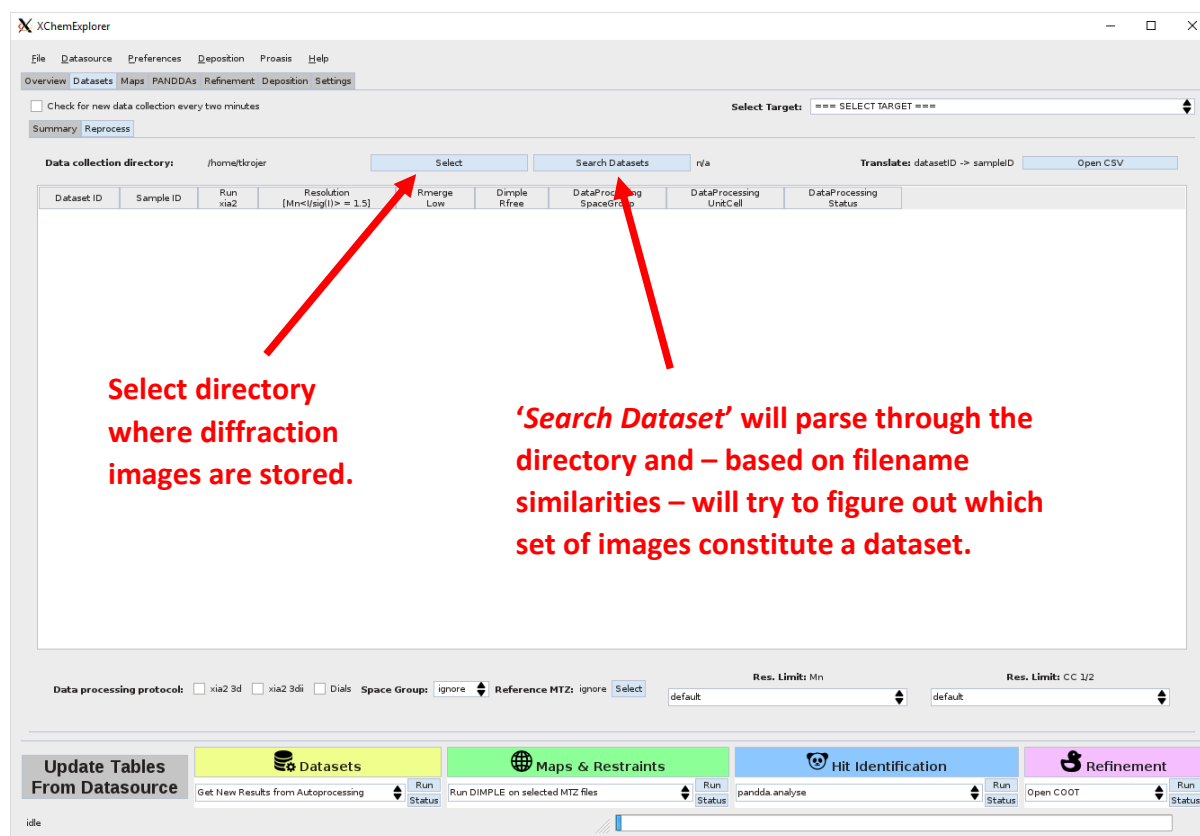 XChemExplorer
File Datasource Preferences Deposition Proasis Help
Overview Datasets Maps PANDDAs Refinement Deposition Settings
Check for new data collection every two minutes Select Target: === SELECT TARGET ===
Summary Reprocess
Data collection directory: /home/tkrojer Select Search Datasets n/a Translate: datasetID -> sampleID Open CSV
Dataset ID Sample ID Run Resolution Rmerge Dimple DataProcessing DataProcessing DataProcessing
xia2 [Mn<I/sig(I)> = 1.5] Low Rfree SpaceGroup UnitCell Status
Select directory
where diffraction
images are stored.
‘Search Dataset’ will parse through the
directory and – based on filename
similarities – will try to figure out which
set of images constitute a dataset.
Res. Limit: Mn Res. Limit: CC 1/2
Data processing protocol: xia2 3d xia2 3dii Dials Space Group: ignore Reference MTZ: ignore Select default default
Update Tables
From Datasource
Datasets Maps & Restraints Hit Identification Refinement
Get New Results from Autoprocessing Run Status Run DIMPLE on selected MTZ files Run Status pandda.analyse Run Status Open COOT Run Status
idle